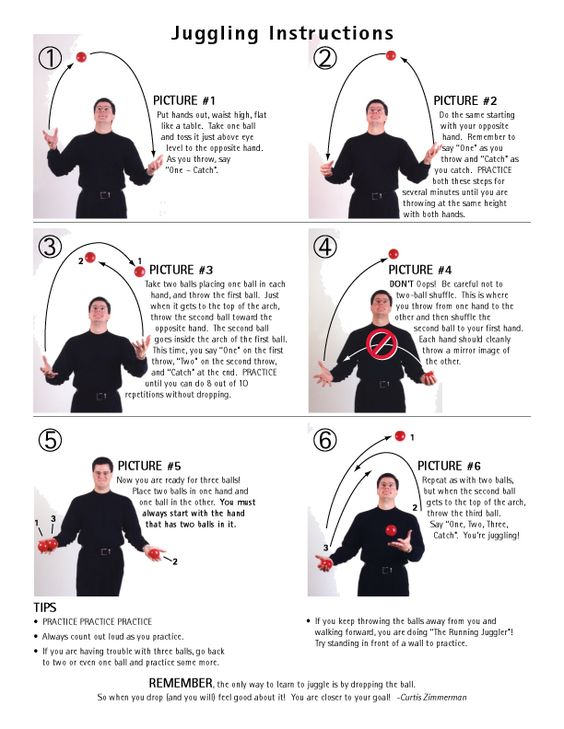 Juggling Instructions
1
PICTURE #1
Put hands out, waist high, flat
like a table. Take one ball
and toss it just above eye
level to the opposite hand.
As you throw, say
"One – Catch".
2
PICTURE #2
Do the same starting
with your opposite
hand. Remember to
say "One" as you
throw and "Catch" as
you catch. PRACTICE
both these steps for
several minutes until you are
throwing at the same height
with both hands.
3
2
1
PICTURE #3
Take two balls placing one ball in each
hand, and throw the first ball. Just
when it gets to the top of the arch,
throw the second ball toward the
opposite hand. The second ball
goes inside the arch of the first ball.
This time, you say "One" on the first
throw, "Two" on the second throw,
and "Catch" at the end. PRACTICE
until you can do 8 out of 10
repetitions without dropping.
4
PICTURE #4
DON'T Oops! Be careful not to
two-ball shuffle. This is where
you throw from one hand to the
other and then shuffle the
second ball to your first hand.
Each hand should cleanly
throw a mirror image of
the other.
5
PICTURE #5
Now you are ready for three balls!
Place two balls in one hand and
one ball in the other. You must
always start with the hand
that has two balls in it.
1
3
2
6
1
PICTURE #6
Repeat as with two balls,
but when the second ball
gets to the top of the arch,
throw the third ball.
Say "One, Two, Three,
Catch". You're juggling!
2
3
TIPS
• PRACTICE PRACTICE PRACTICE
• Always count out loud as you practice.
• If you are having trouble with three balls, go back
to two or even one ball and practice some more.
• If you keep throwing the balls away from you and
walking forward, you are doing "The Running Juggler"!
Try standing in front of a wall to practice.
REMEMBER, the only way to learn to juggle is by dropping the ball.
So when you drop (and you will) feel good about it! You are closer to your goal! -Curtis Zimmerman